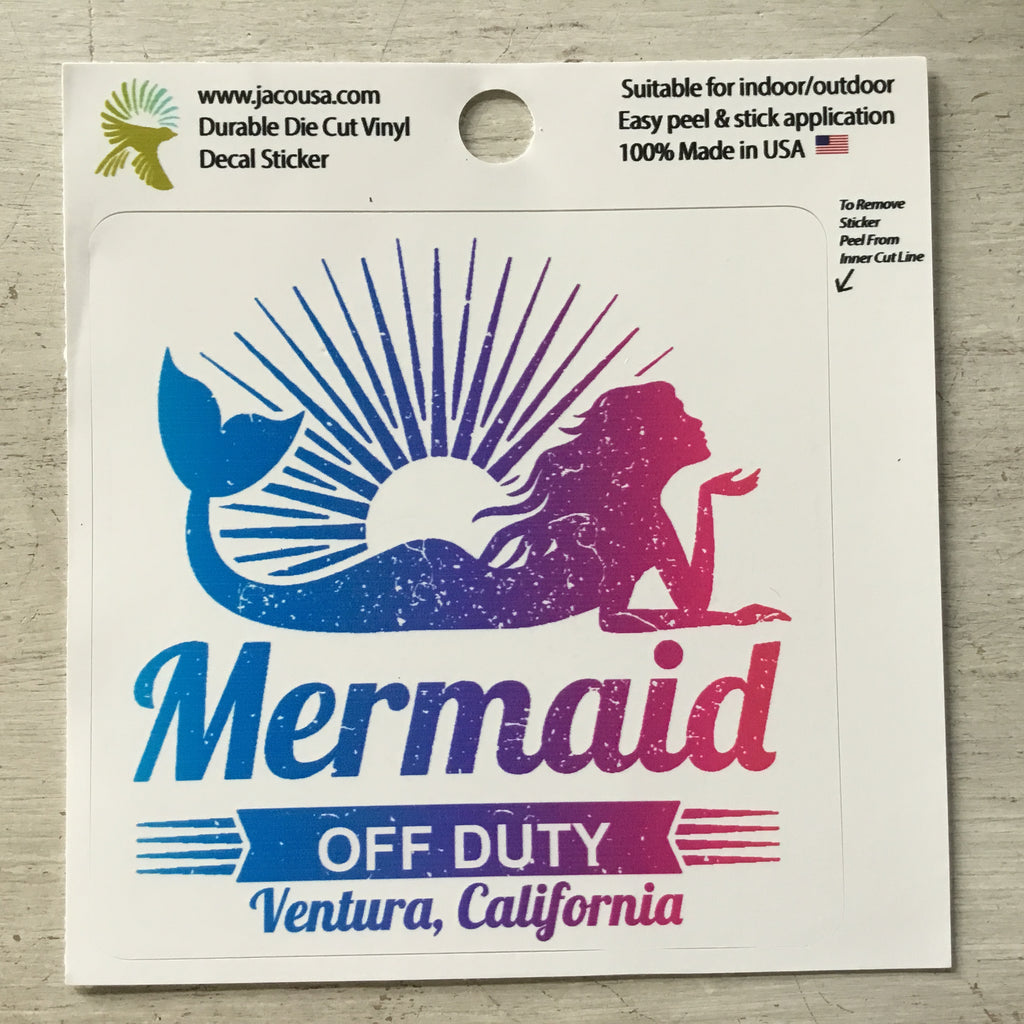 www.jacousa.com
Durable Die Cut Vinyl
Decal Sticker
Suitable for indoor/outdoor
Easy peel & stick application
100% Made in USA
To Remove
Sticker
Peel From
Inner Cut Line
Mermaid
OFF DUTY
Ventura, California